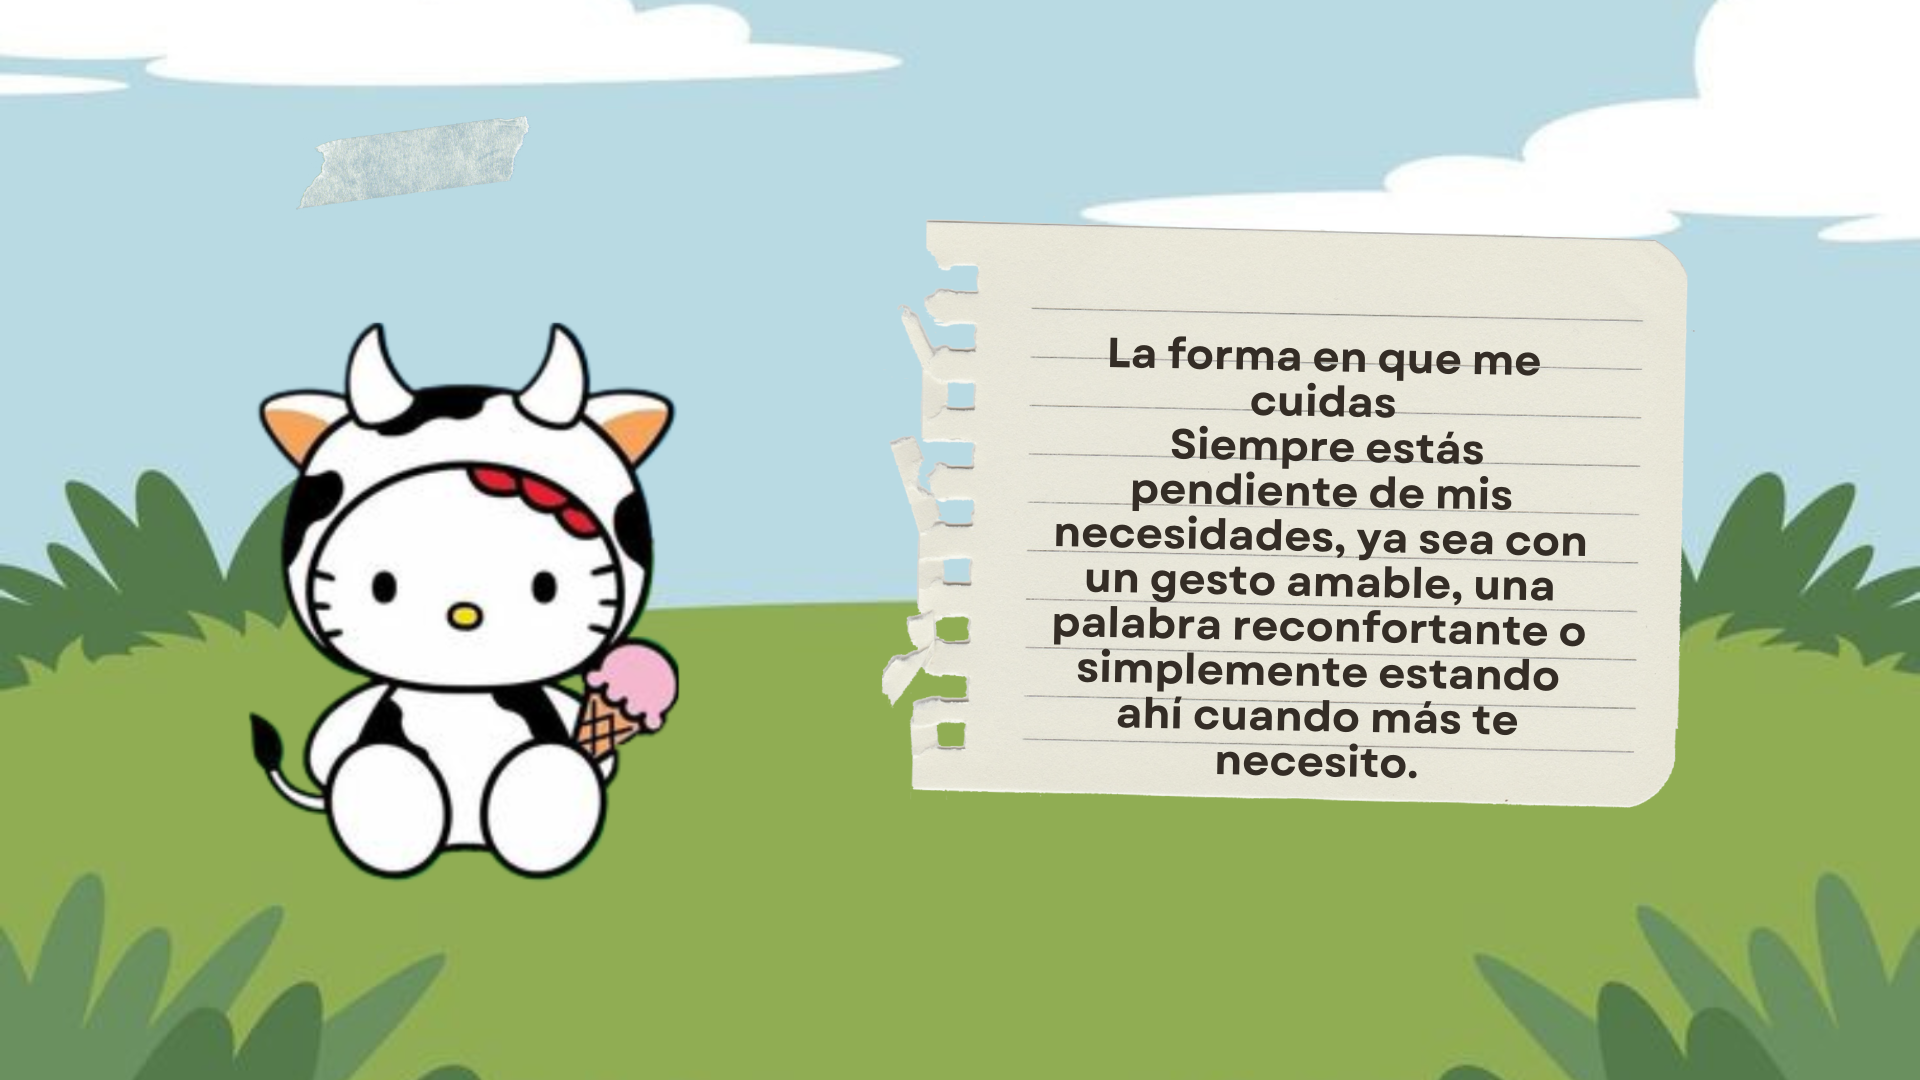 La forma en que me
cuidas
Siempre estás
pendiente de mis
necesidades, ya sea con
un gesto amable, una
palabra reconfortante o
simplemente estando
ahí cuando más te
necesito.